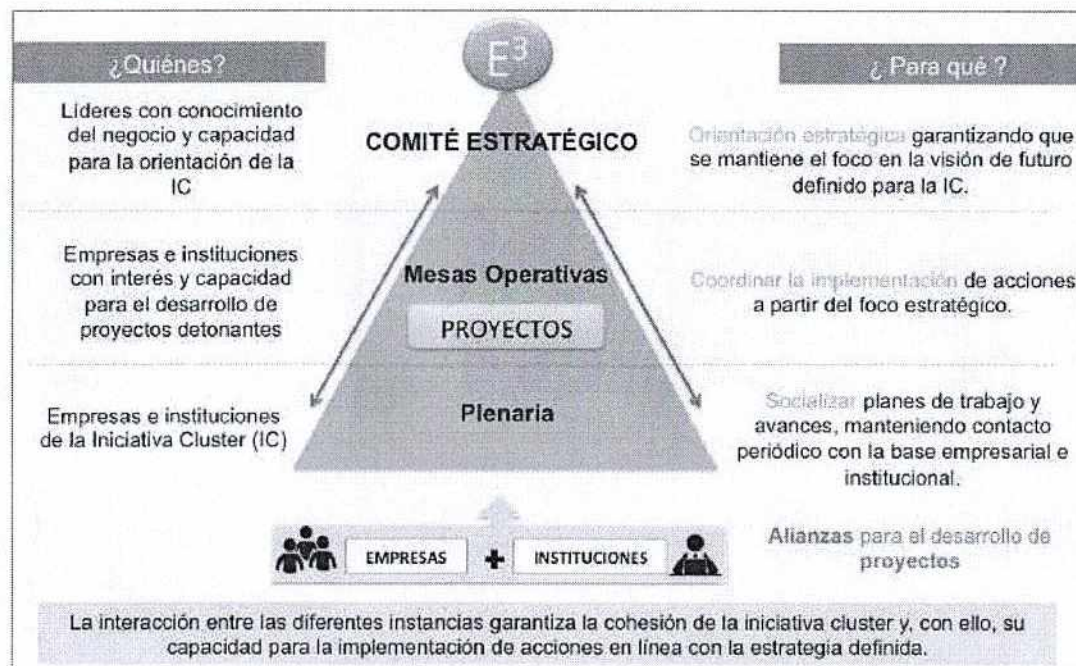 ¿Quiénes?
E³
¿ Para qué ?
Líderes con conocimiento
del negocio y capacidad
para la orientación de la
IC
COMITÉ ESTRATÉGICO
Orientación estratégica garantizando que
se mantiene el foco en la visión de futuro
definido para la IC.
Empresas e instituciones
con interés y capacidad
para el desarrollo de
proyectos detonantes
Mesas Operativas
PROYECTOS
Coordinar la implementación de acciones
a partir del foco estratégico.
Empresas e instituciones
de la Iniciativa Cluster (IC)
Plenaria
Socializar planes de trabajo y
avances, manteniendo contacto
periódico con la base empresarial e
institucional.
EMPRESAS + INSTITUCIONES
Alianzas para el desarrollo de
proyectos
La interacción entre las diferentes instancias garantiza la cohesión de la iniciativa cluster y, con ello, su
capacidad para la implementación de acciones en línea con la estrategia definida.